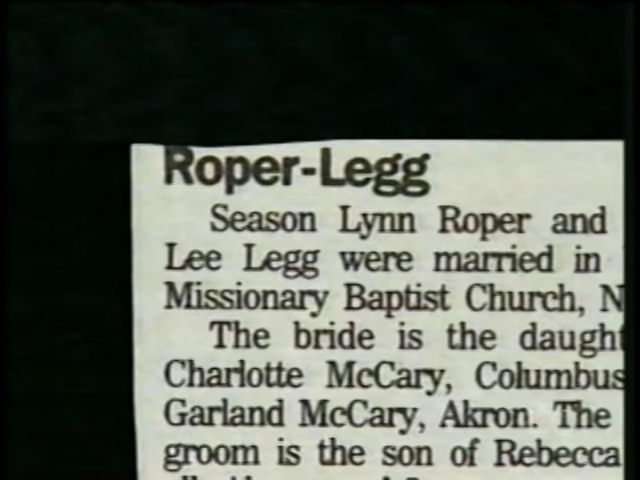 Roper-Legg
Season Lynn Roper and
Lee Legg were married in
Missionary Baptist Church, N
The bride is the daught
Charlotte McCary, Columbus
Garland McCary, Akron. The
groom is the son of Rebecca